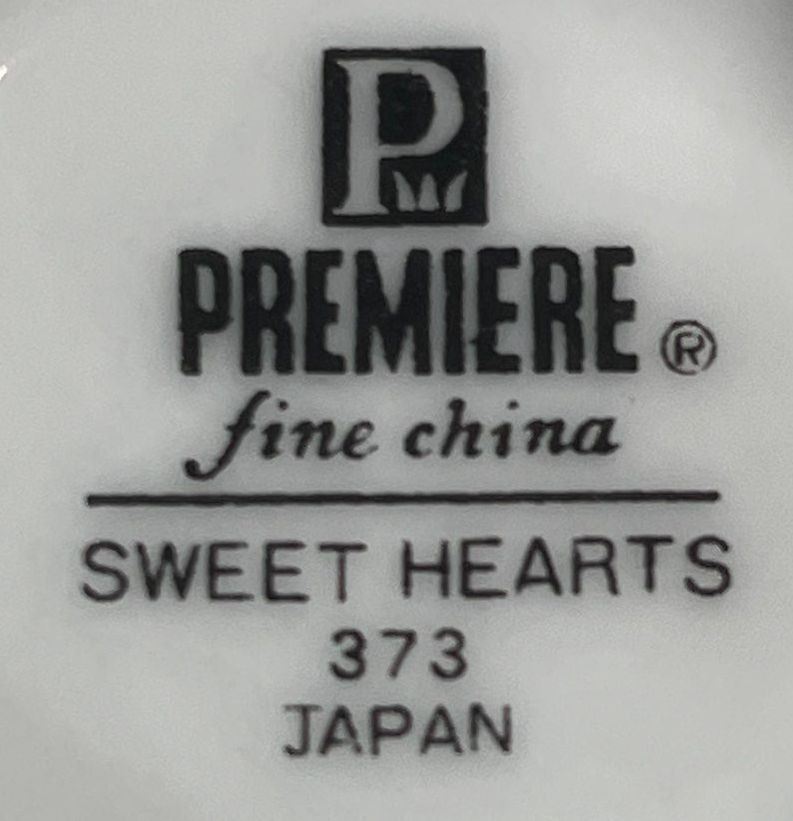 P
PREMIERE ®
fine china
SWEET HEARTS
373
JAPAN